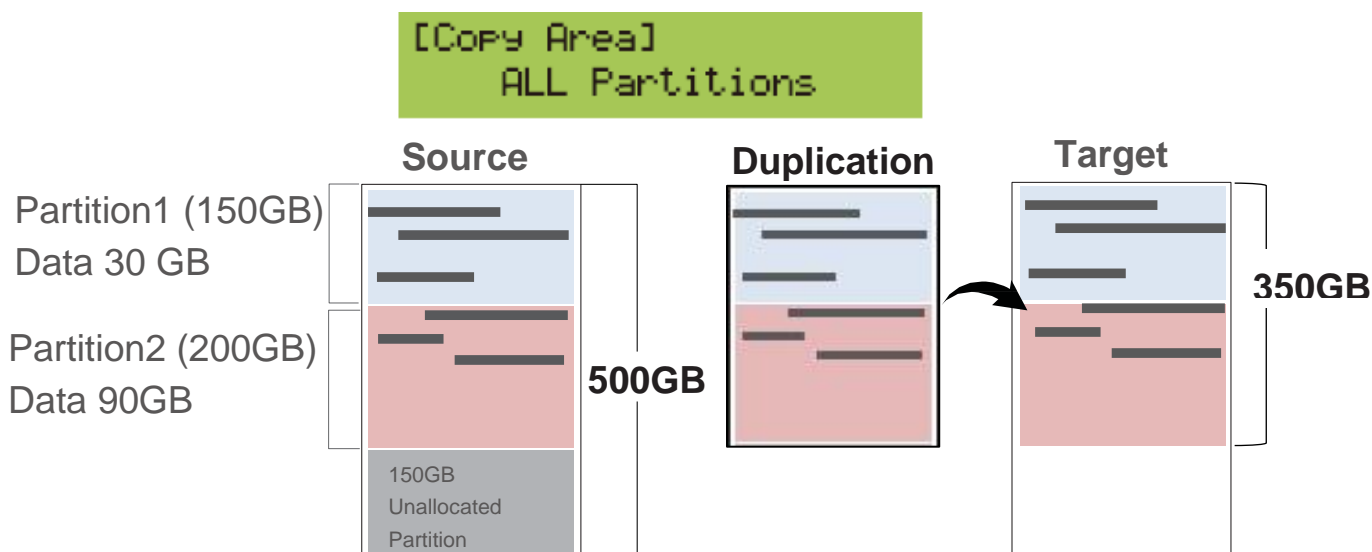 [Copy Area]
ALL Partitions
Source
Duplication
Target
Partition1 (150GB)
Data 30 GB
350GB
Partition2 (200GB)
Data 90GB
500GB
150GB
Unallocated
Partition